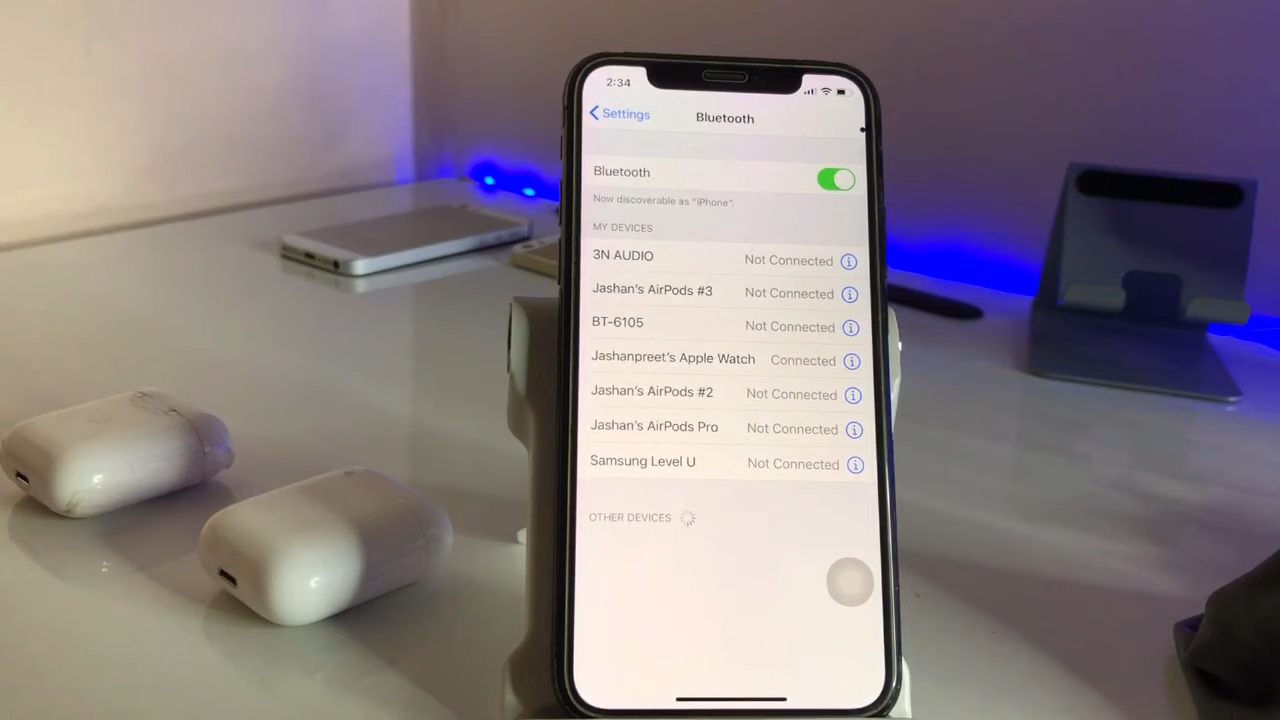 2:34
Settings
Bluetooth
Bluetooth
Now discoverable as "iPhone".
MY DEVICES
3N AUDIO Not Connected
Jashan's AirPods #3 Not Connected
BT-6105 Not Connected
Jashanpreet's Apple Watch Connected
Jashan's AirPods #2 Not Connected
Jashan's AirPods Pro Not Connected
Samsung Level U Not Connected
OTHER DEVICES